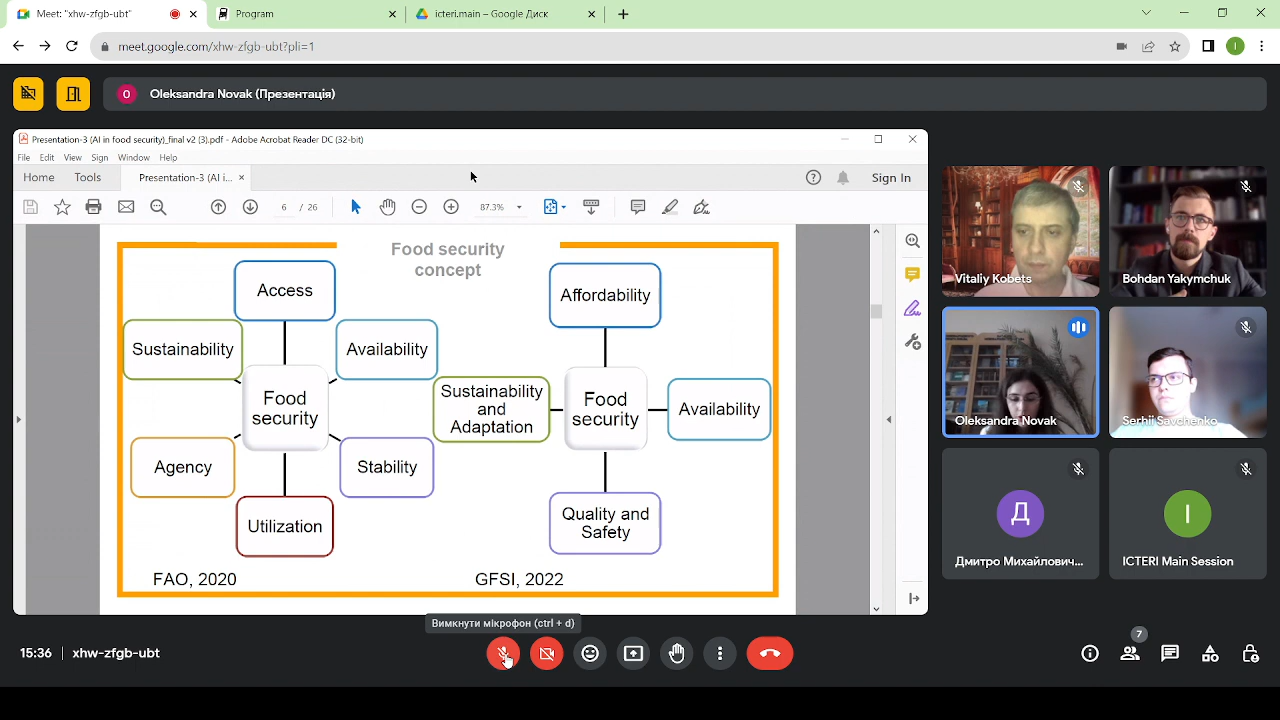 Meet: "xhw-zfgb-ubt"
Program
icteri.main – Google Диск
meet.google.com/xhw-zfgb-ubt?pli=1
I
O
Oleksandra Novak (Презентація)
Presentation-3 (AI in food security)_final v2 (3).pdf - Adobe Acrobat Reader DC (32-bit)
File Edit View Sign Window Help
Home Tools Presentation-3 (AI i... Sign In
6 / 26 87.3%
Food security
concept
Access
Sustainability
Availability
Food
security
Agency
Stability
Utilization
FAO, 2020
Affordability
Sustainability
and
Adaptation
Food
security
Availability
Quality and
Safety
GFSI, 2022
Vitaliy Kobets
Bohdan Yakymchuk
Oleksandra Novak
Serhii Savchenko
Д
Дмитро Михайлович...
I
ICTERI Main Session
Вимкнути мікрофон (ctrl + d)
15:36 | xhw-zfgb-ubt
7